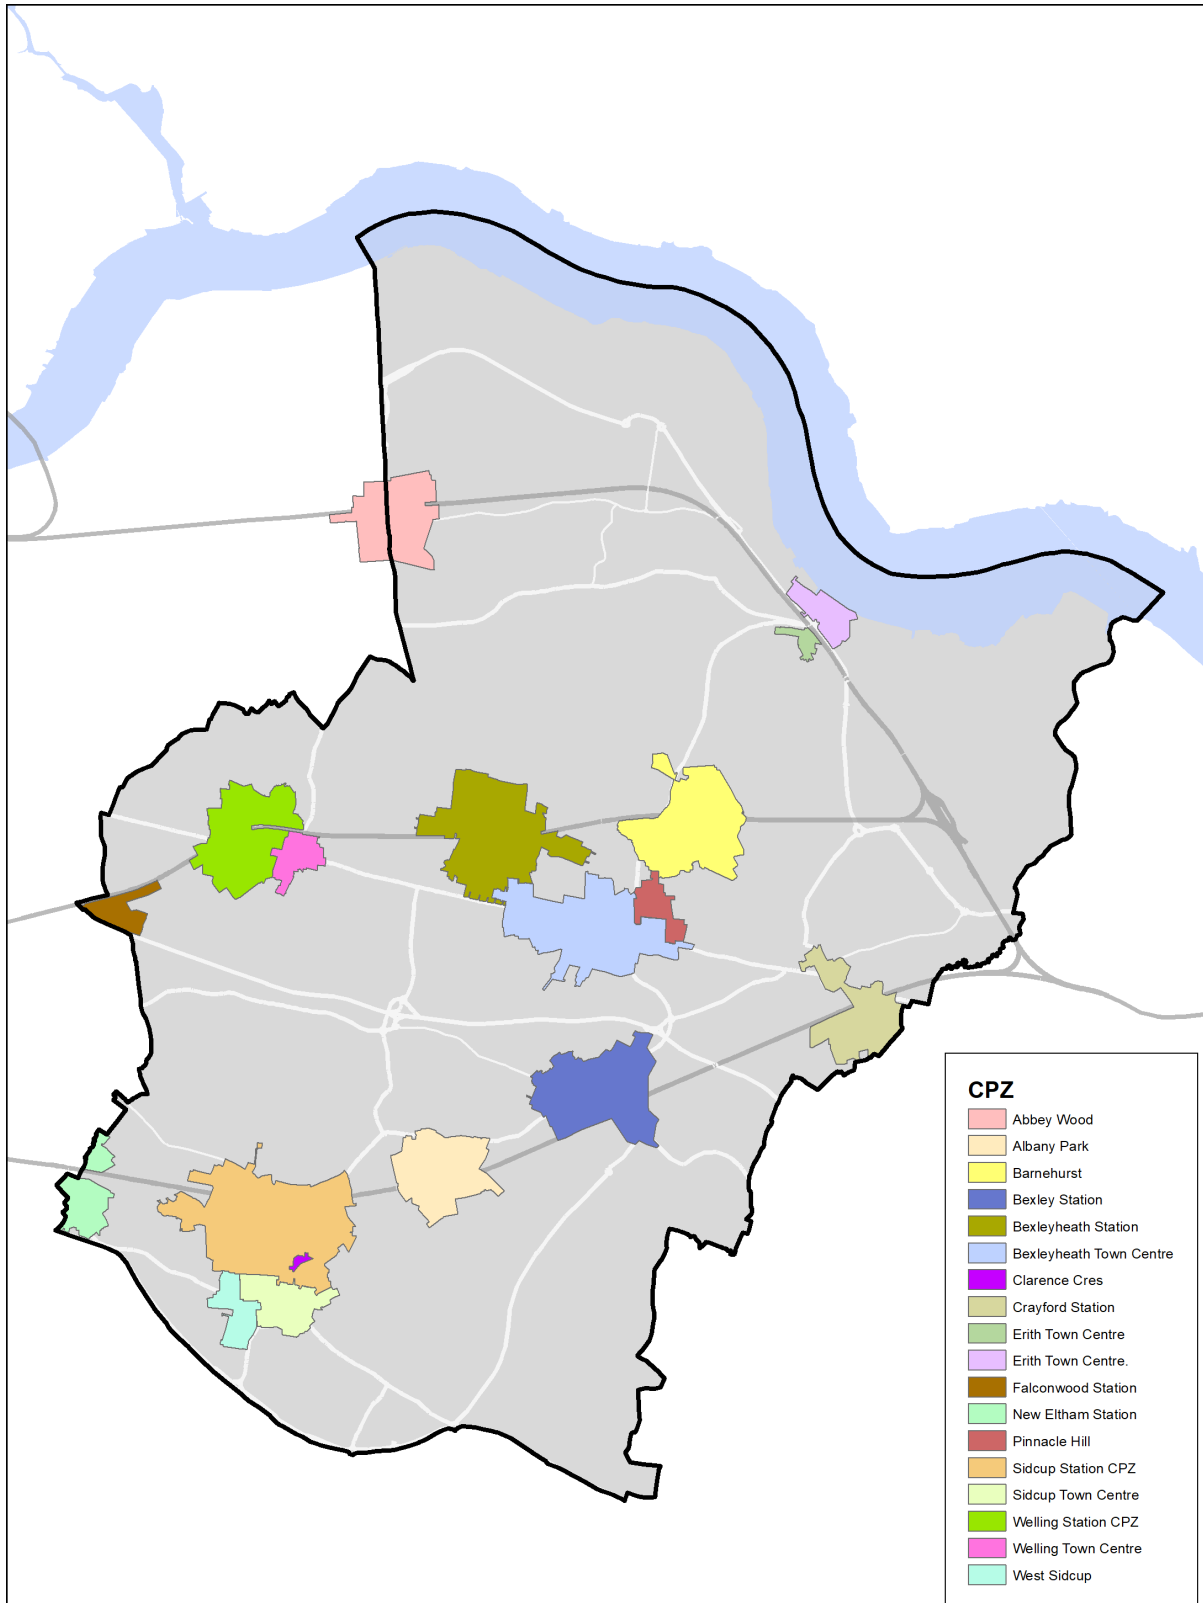 CPZ
Abbey Wood
Albany Park
Barnehurst
Bexley Station
Bexleyheath Station
Bexleyheath Town Centre
Clarence Cres
Crayford Station
Erith Town Centre
Erith Town Centre.
Falconwood Station
New Eltham Station
Pinnacle Hill
Sidcup Station CPZ
Sidcup Town Centre
Welling Station CPZ
Welling Town Centre
West Sidcup